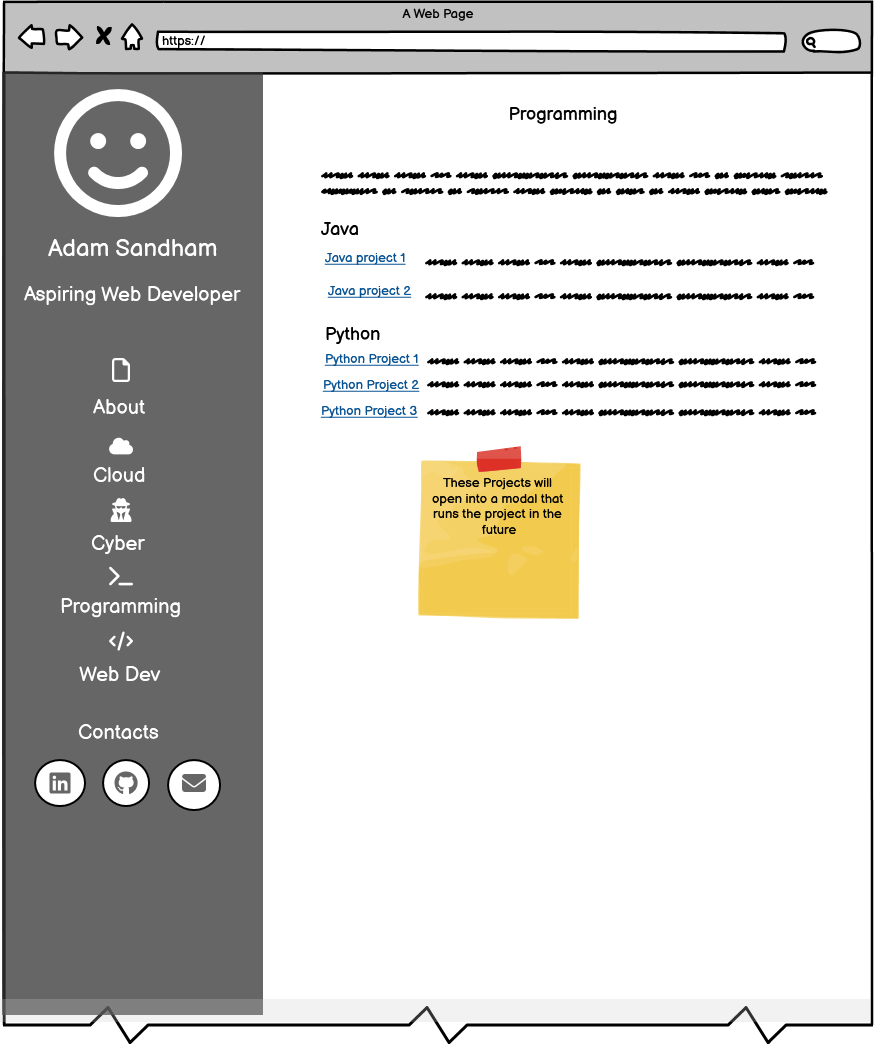 A Web Page
https://
Adam Sandham
Aspiring Web Developer
About
Cloud
Cyber
Programming
Web Dev
Contacts
in
Programming
Java
Java project 1
Java project 2
Python
Python Project 1
Python Project 2
Python Project 3
These Projects will
open into a modal that
runs the project in the
future